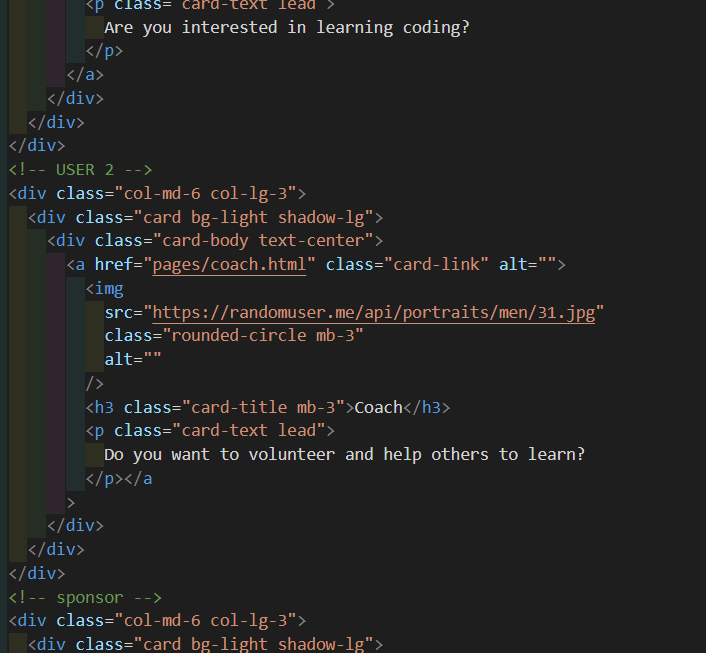 <p class="card-text lead">
Are you interested in learning coding?
</p>
</a>
</div>
</div>
</div>
<!-- USER 2 -->
<div class="col-md-6 col-lg-3">
<div class="card bg-light shadow-lg">
<div class="card-body text-center">
<a href="pages/coach.html" class="card-link" alt="">
<img
src="https://randomuser.me/api/portraits/men/31.jpg"
class="rounded-circle mb-3"
alt=""
/>
<h3 class="card-title mb-3">Coach</h3>
<p class="card-text lead">
Do you want to volunteer and help others to learn?
</p></a
>
</div>
</div>
</div>
<!-- sponsor -->
<div class="col-md-6 col-lg-3">
<div class="card bg-light shadow-lg">